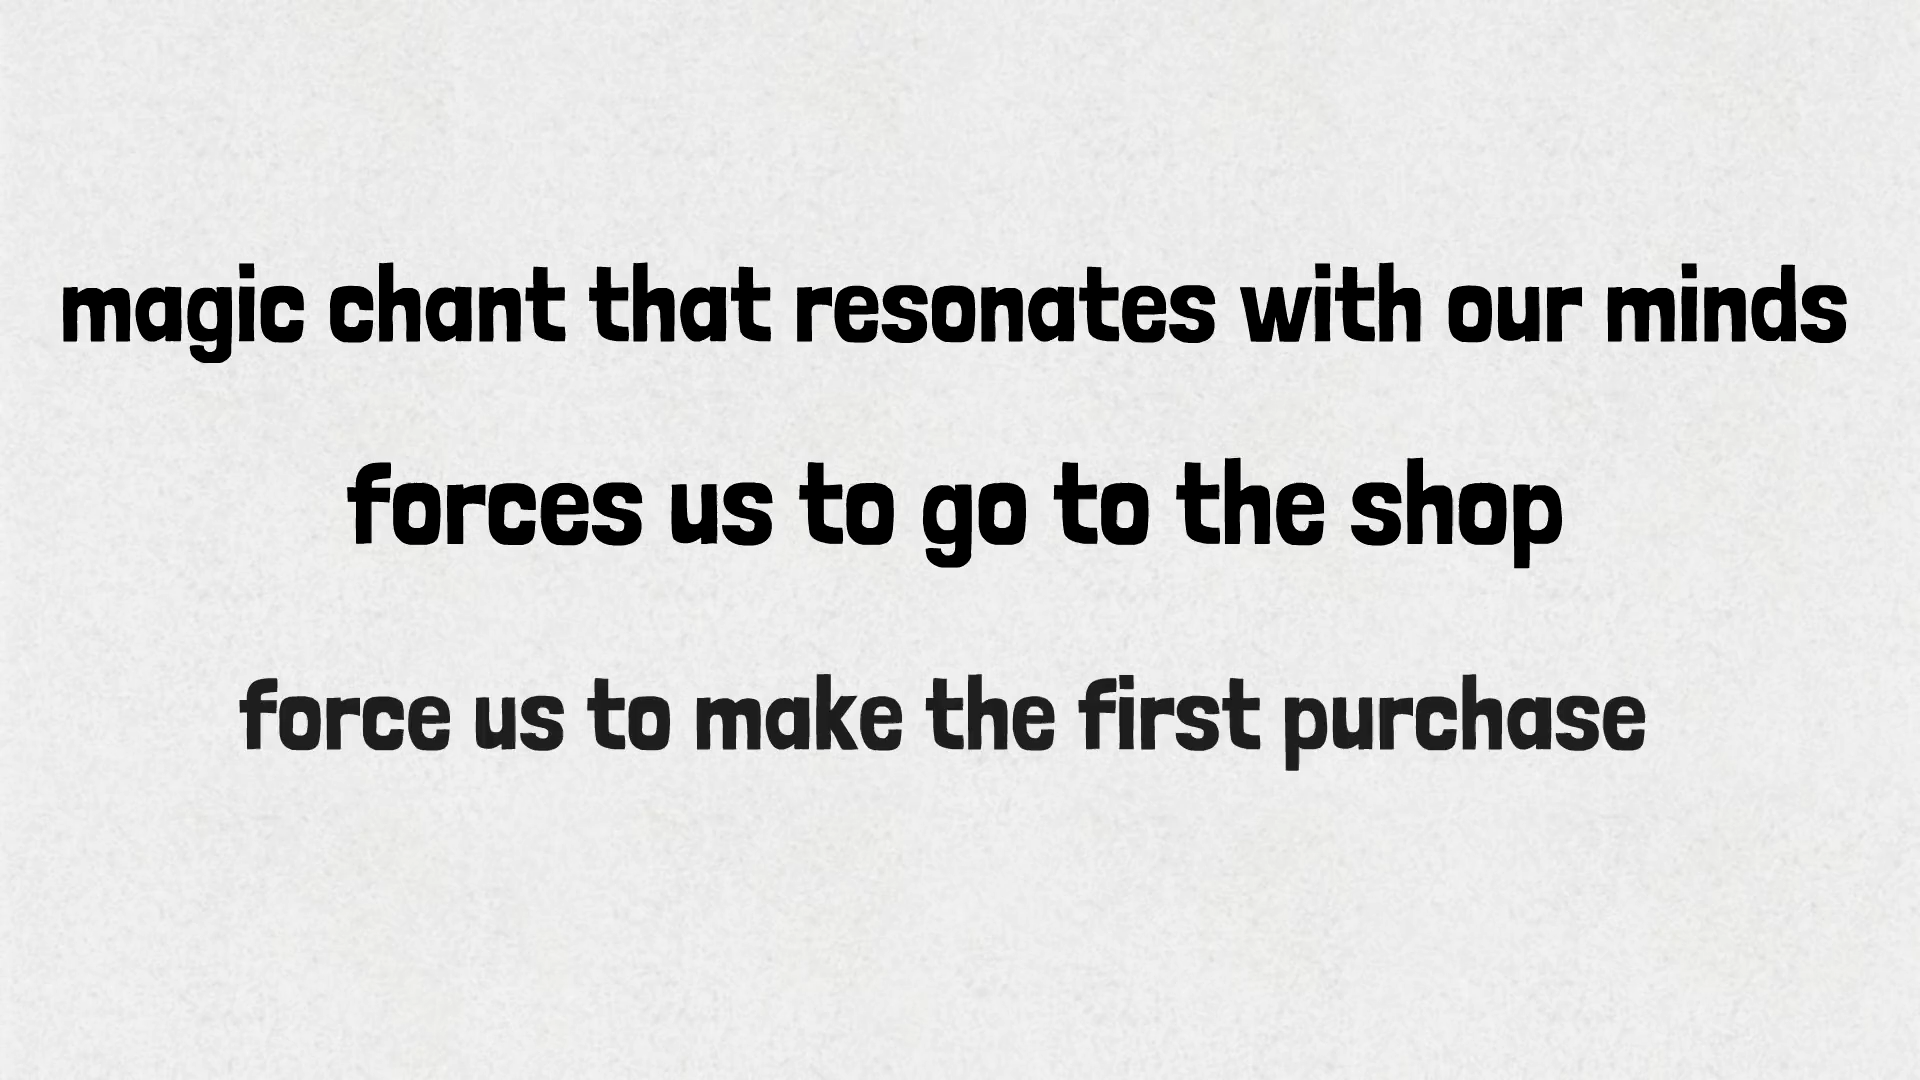 magic chant that resonates with our minds
forces us to go to the shop
force us to make the first purchase